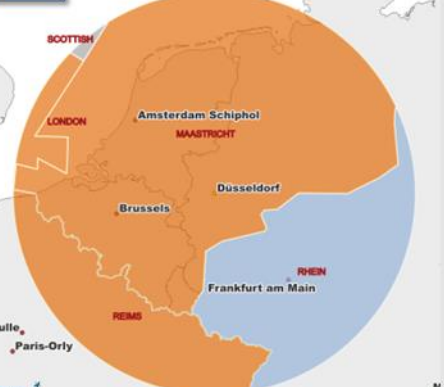 SCOTTISH
LONDON
Amsterdam Schiphol
MAASTRICHT
Düsseldorf
Brussels
RHEIN
Frankfurt am Main
REIMS
ulle
Paris-Orly
N